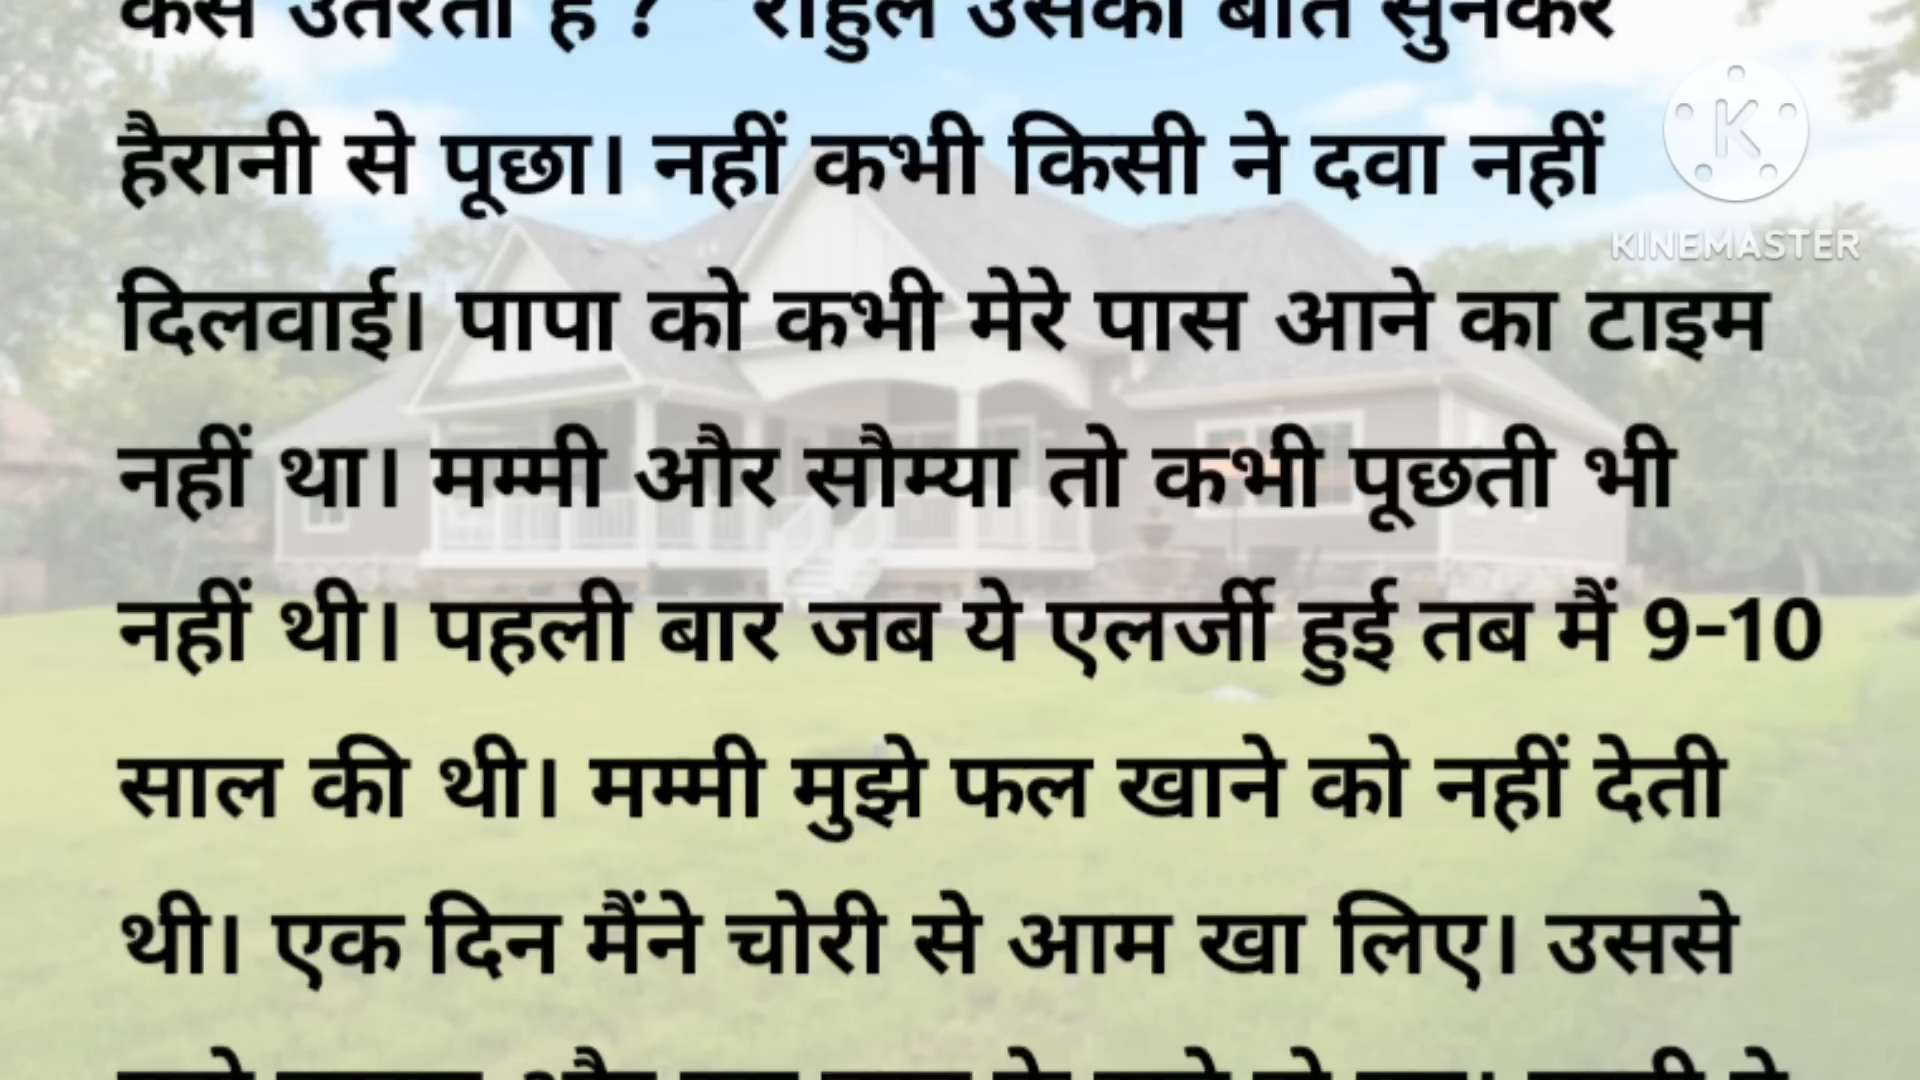 कैसे उतरती है ? " राहुल उसकी बात सुनकर
हैरानी से पूछा। नहीं कभी किसी ने दवा नहीं
दिलवाई। पापा को कभी मेरे पास आने का टाइम
नहीं था। मम्मी और सौम्या तो कभी पूछती भी
नहीं थी। पहली बार जब ये एलर्जी हुई तब मैं 9-10
साल की थी। मम्मी मुझे फल खाने को नहीं देती
थी। एक दिन मैंने चोरी से आम खा लिए। उससे
KINEMASTER